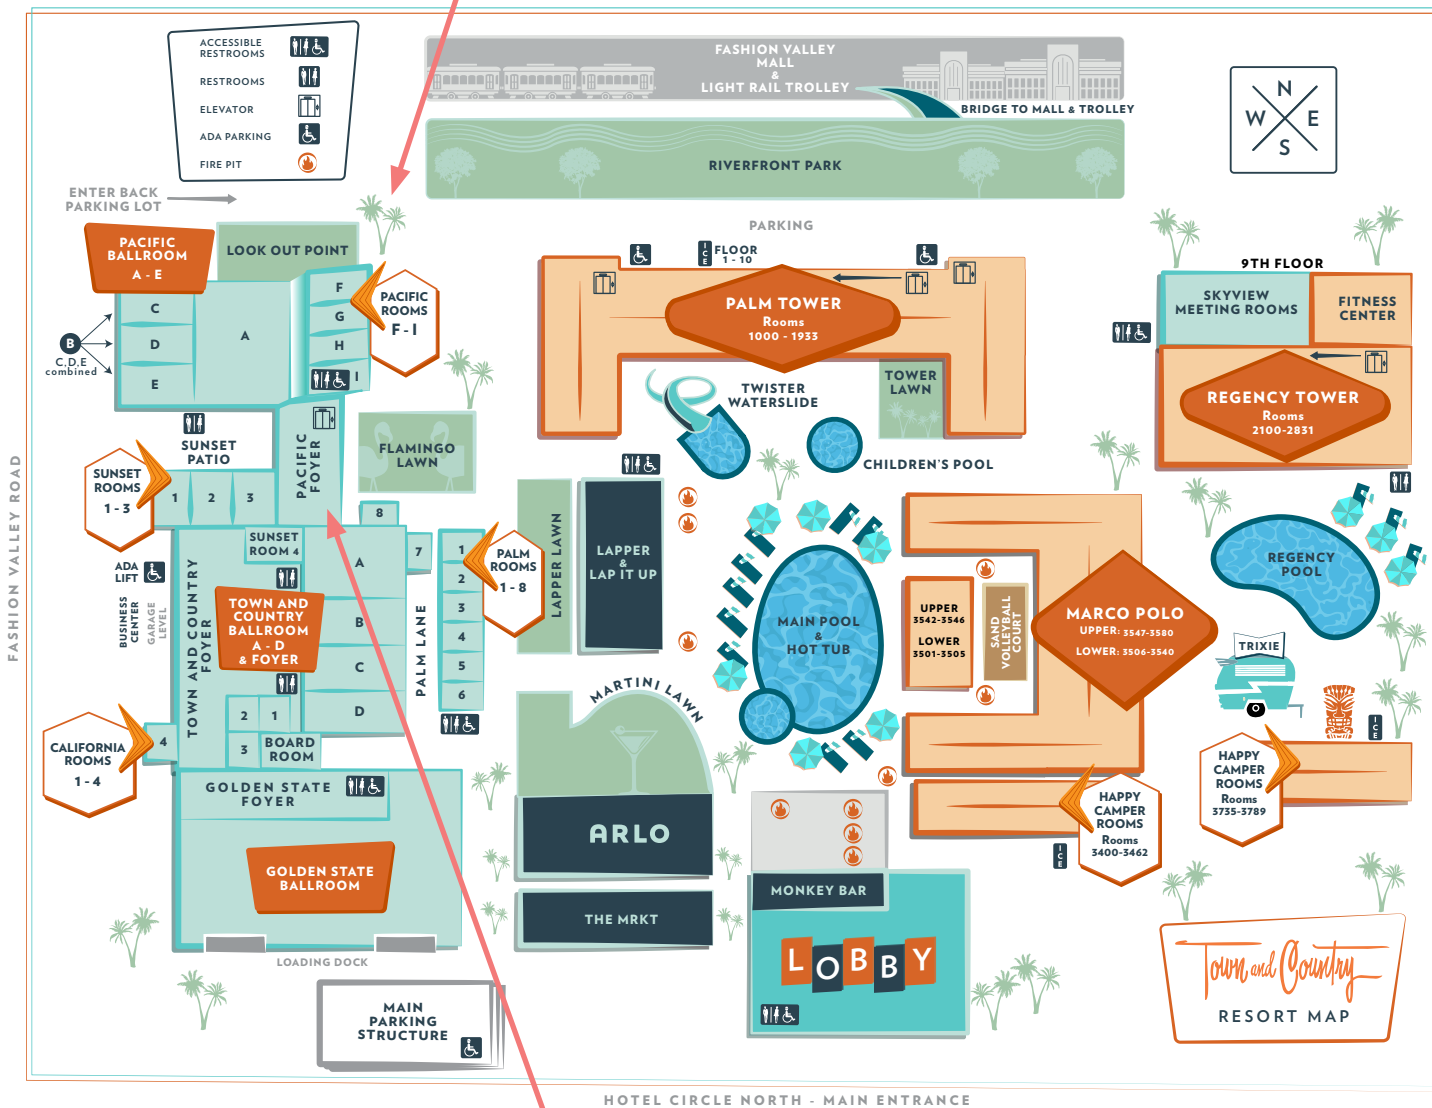 ACCESSIBLE
RESTROOMS
RESTROOMS
ELEVATOR
ADA PARKING
FIRE PIT
FASHION VALLEY
MALL
&
LIGHT RAIL TROLLEY
BRIDGE TO MALL & TROLLEY
RIVERFRONT PARK
N
W E
S
ENTER BACK
PARKING LOT
PARKING
PACIFIC
BALLROOM
A - E
LOOK OUT POINT
C
D
E
A
B
C,D,E
combined
F
G
H
I
PACIFIC
ROOMS
F - I
ICE
FLOOR
1 - 10
PALM TOWER
Rooms
1000 - 1933
TOWER
LAWN
TWISTER
WATERSLIDE
CHILDREN'S POOL
9TH FLOOR
SKYVIEW
MEETING ROOMS
FITNESS
CENTER
REGENCY TOWER
Rooms
2100-2831
SUNSET
PATIO
PACIFIC
FOYER
FLAMINGO
LAWN
SUNSET
ROOMS
1 - 3
1 2 3
FASHION VALLEY ROAD
SUNSET
ROOM 4
ADA
LIFT
BUSINESS
CENTER
GARAGE
LEVEL
TOWN AND COUNTRY
FOYER
TOWN AND
COUNTRY
BALLROOM
A - D
& FOYER
A
B
C
D
8
7
PALM LANE
1
2
3
4
5
6
PALM
ROOMS
1 - 8
LAPPER LAWN
LAPPER
&
LAP IT UP
MAIN POOL
&
HOT TUB
UPPER
3542-3546
LOWER
3501-3505
SAND
VOLLEYBALL
COURT
MARCO POLO
UPPER: 3547-3580
LOWER: 3506-3540
REGENCY
POOL
TRIXIE
ICE
HAPPY
CAMPER
ROOMS
Rooms
3735-3789
HAPPY
CAMPER
ROOMS
Rooms
3400-3462
ICE
CALIFORNIA
ROOMS
1 - 4
4
2 1
3
BOARD
ROOM
GOLDEN STATE
FOYER
GOLDEN STATE
BALLROOM
LOADING DOCK
MAIN
PARKING
STRUCTURE
MARTINI LAWN
ARLO
THE MRKT
MONKEY BAR
LOBBY
Town and Country
RESORT MAP
HOTEL CIRCLE NORTH - MAIN ENTRANCE